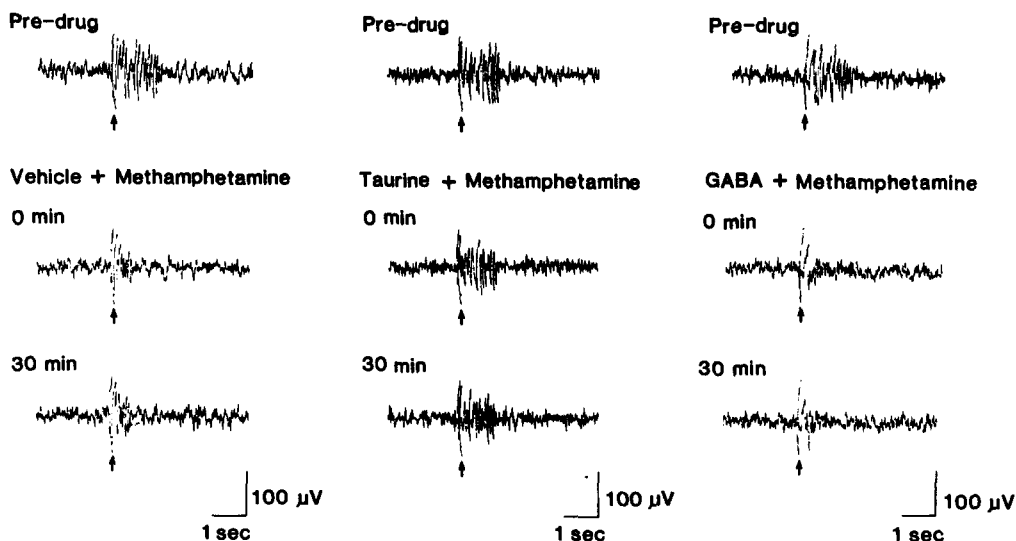 Pre-drug
Pre-drug
Pre-drug
Vehicle + Methamphetamine
Taurine + Methamphetamine
GABA + Methamphetamine
0 min
0 min
0 min
30 min
30 min
30 min
100 µV
1 sec
100 µV
1 sec
100 µV
1 sec